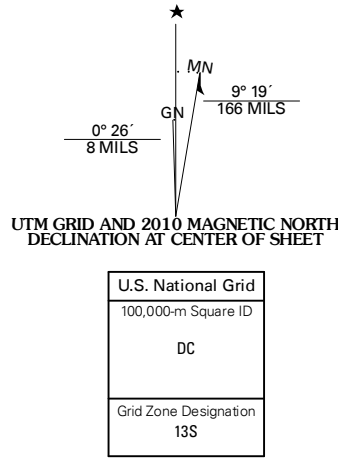 ★
MN
GN
9° 19´
166 MILS
0° 26´
8 MILS
UTM GRID AND 2010 MAGNETIC NORTH
DECLINATION AT CENTER OF SHEET
U.S. National Grid
100,000-m Square ID
DC
Grid Zone Designation
13S